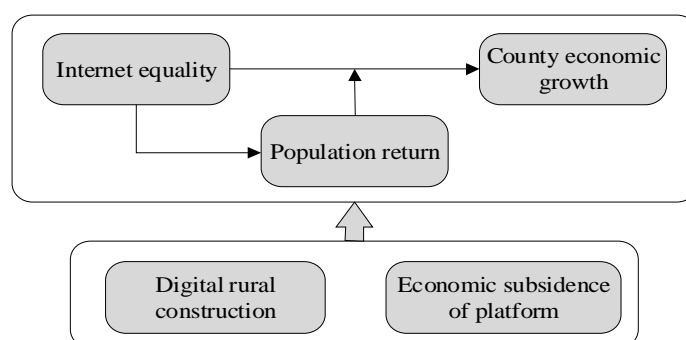 Internet equality
County economic
growth
Population return
Digital rural
construction
Economic subsidence
of platform